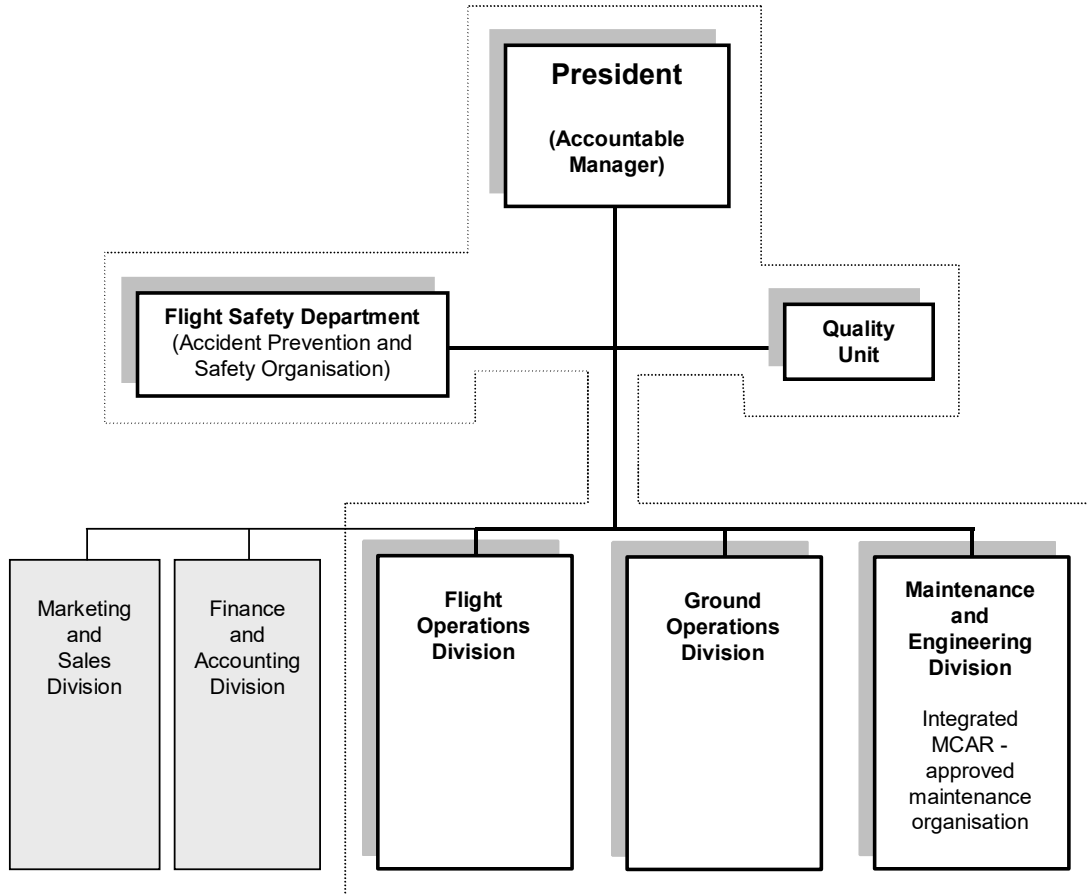 President
(Accountable
Manager)
Flight Safety Department
(Accident Prevention and
Safety Organisation)
Quality
Unit
Marketing
and
Sales
Division
Finance
and
Accounting
Division
Flight
Operations
Division
Ground
Operations
Division
Maintenance
and
Engineering
Division
Integrated
MCAR -
approved
maintenance
organisation